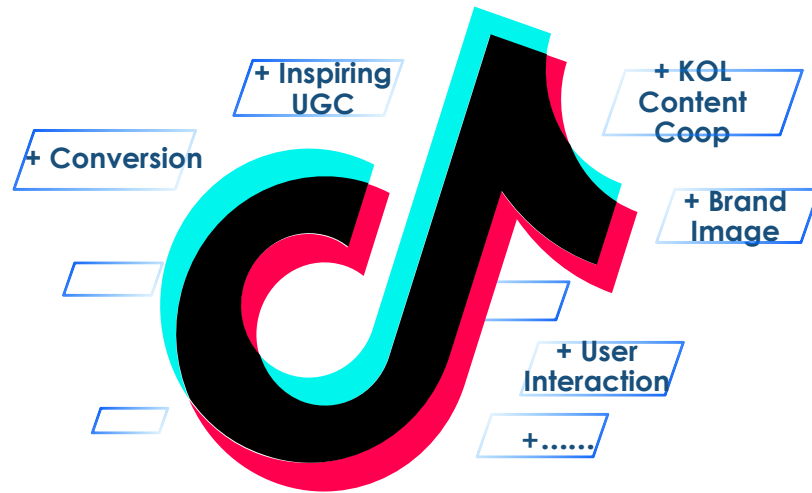 + Inspiring
UGC
+ KOL
Content
Coop
+ Conversion
+ Brand
Image
+ User
Interaction
+......